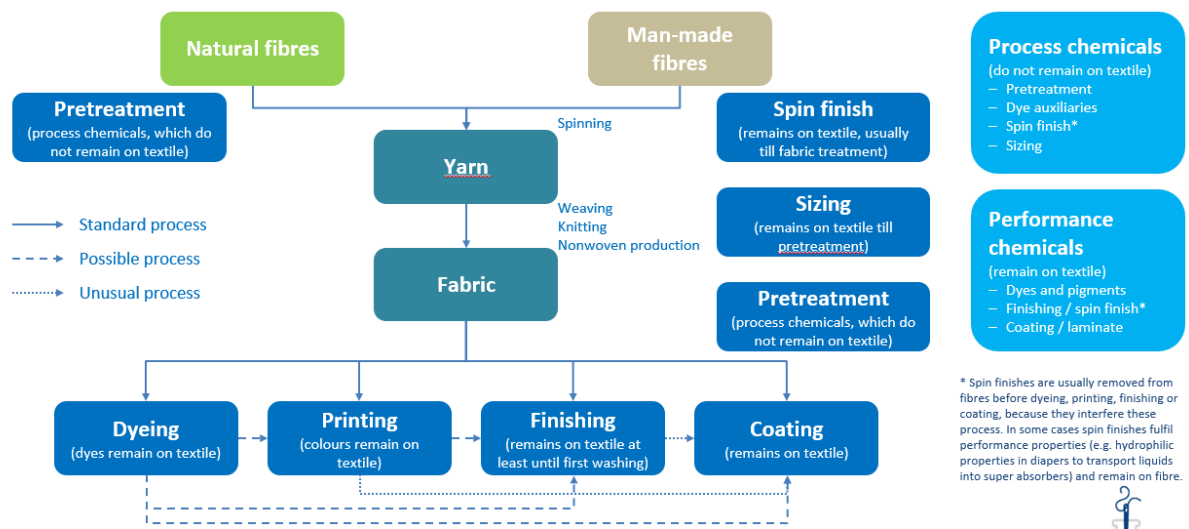 Natural fibres
Man-made
fibres
Process chemicals
(do not remain on textile)
– Pretreatment
– Dye auxiliaries
– Spin finish*
– Sizing
Pretreatment
(process chemicals, which do
not remain on textile)
Spinning
Spin finish
(remains on textile, usually
till fabric treatment)
Yarn
Weaving
Knitting
Nonwoven production
Sizing
(remains on textile till
pretreatment)
Performance
chemicals
(remain on textile)
– Dyes and pigments
– Finishing / spin finish*
– Coating / laminate
Standard process
Possible process
Unusual process
Fabric
Pretreatment
(process chemicals, which do
not remain on textile)
Dyeing
(dyes remain on textile)
Printing
(colours remain on
textile)
Finishing
(remains on textile at
least until first washing)
Coating
(remains on textile)
* Spin finishes are usually removed from
fibres before dyeing, printing, finishing or
coating, because they interfere these
process. In some cases spin finishes fulfil
performance properties (e.g. hydrophilic
properties in diapers to transport liquids
into super absorbers) and remain on fibre.